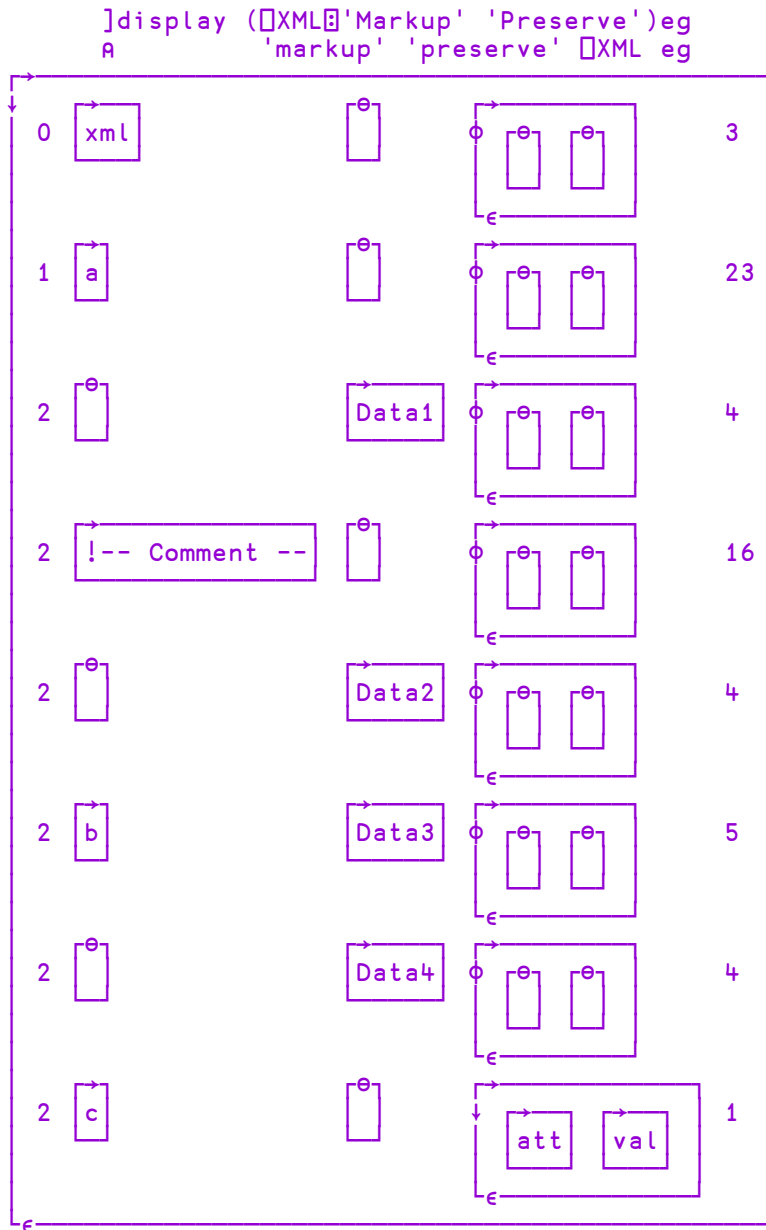 ]display (⎕XML⍠'Markup' 'Preserve')eg
⍝ 'markup' 'preserve' ⎕XML eg
0 xml 3
1 a 23
2 Data1 4
2 !-- Comment -- 16
2 Data2 4
2 b Data3 5
2 Data4 4
2 c att val 1